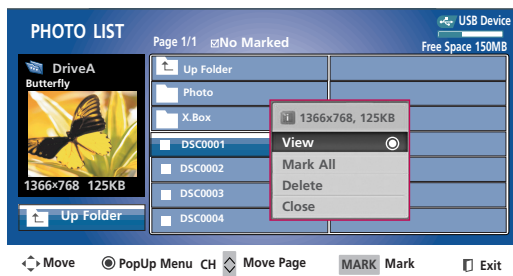 PHOTO LIST
Page 1/1 ☑No Marked
USB Device
Free Space 150MB
DriveA
Butterfly
1366×768 125KB
Up Folder
Up Folder
Photo
X.Box
DSC0001
DSC0002
DSC0003
DSC0004
1366x768, 125KB
View
Mark All
Delete
Close
Move
PopUp Menu
CH Move Page
MARK Mark
Exit